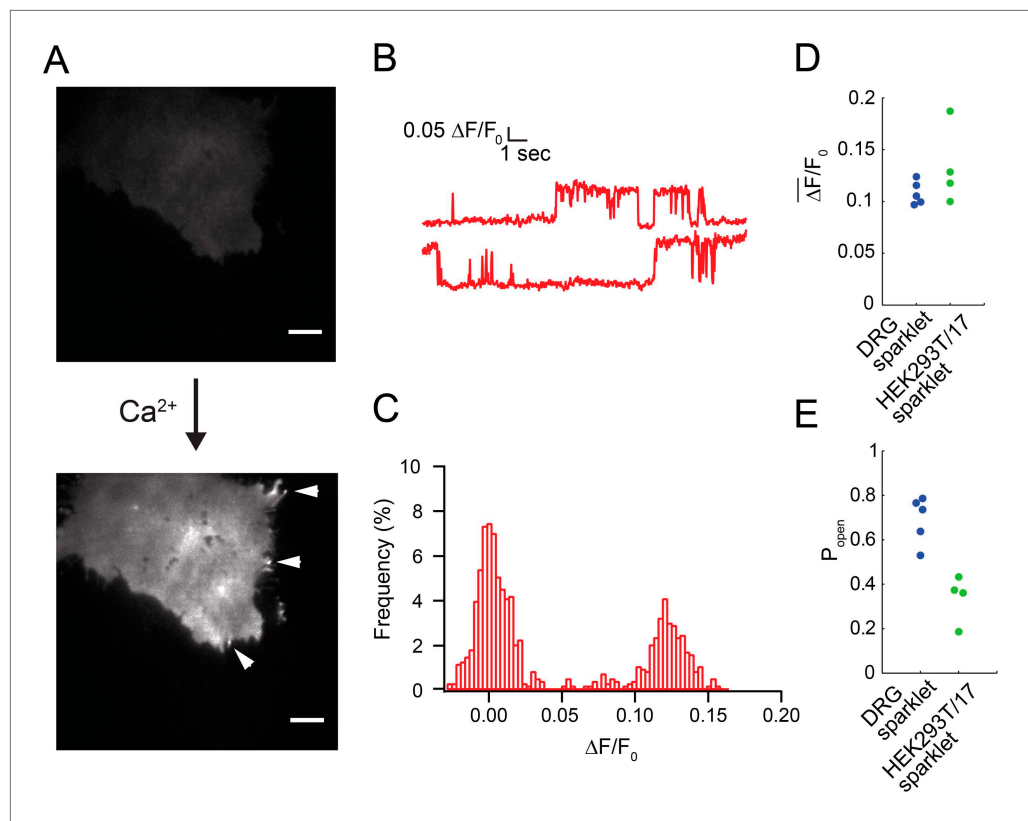 A
Ca2+
B
0.05 ΔF/F0
1 sec
C
Frequency (%)
10
8
6
4
2
0
0.00 0.05 0.10 0.15 0.20
ΔF/F0
D
ΔF/F0
0.2
0.15
0.1
0.05
0
DRG
sparklet
HEK293T/17
sparklet
E
Popen
1
0.8
0.6
0.4
0.2
0
DRG
sparklet
HEK293T/17
sparklet